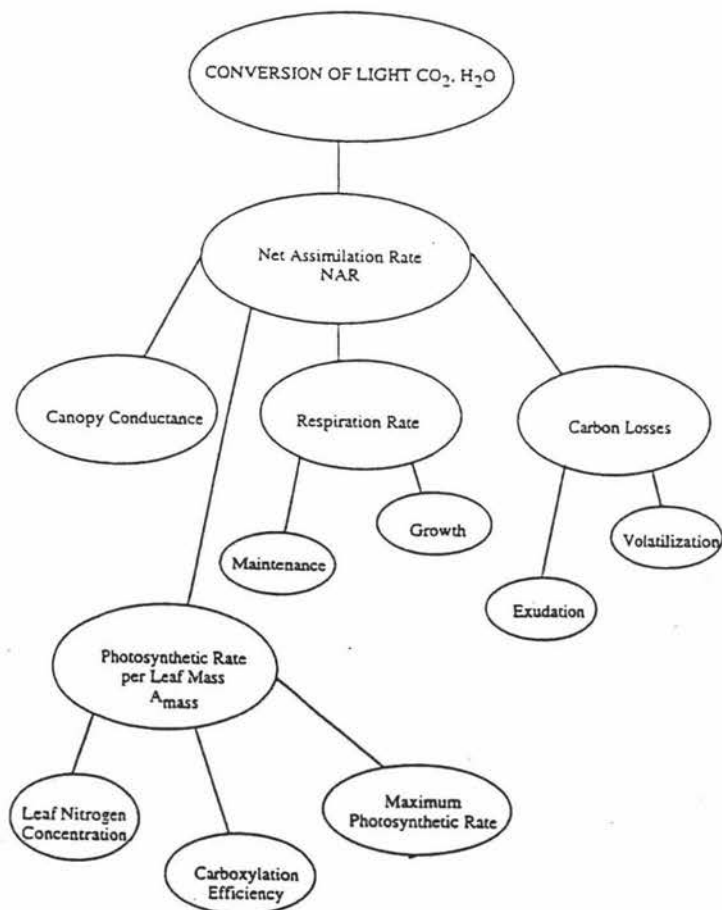 CONVERSION OF LIGHT CO2, H2O
Net Assimilation Rate
NAR
Canopy Conductance
Respiration Rate
Carbon Losses
Growth
Volatilization
Maintenance
Exudation
Photosynthetic Rate
per Leaf Mass
Amass
Leaf Nitrogen
Concentration
Maximum
Photosynthetic Rate
Carboxylation
Efficiency